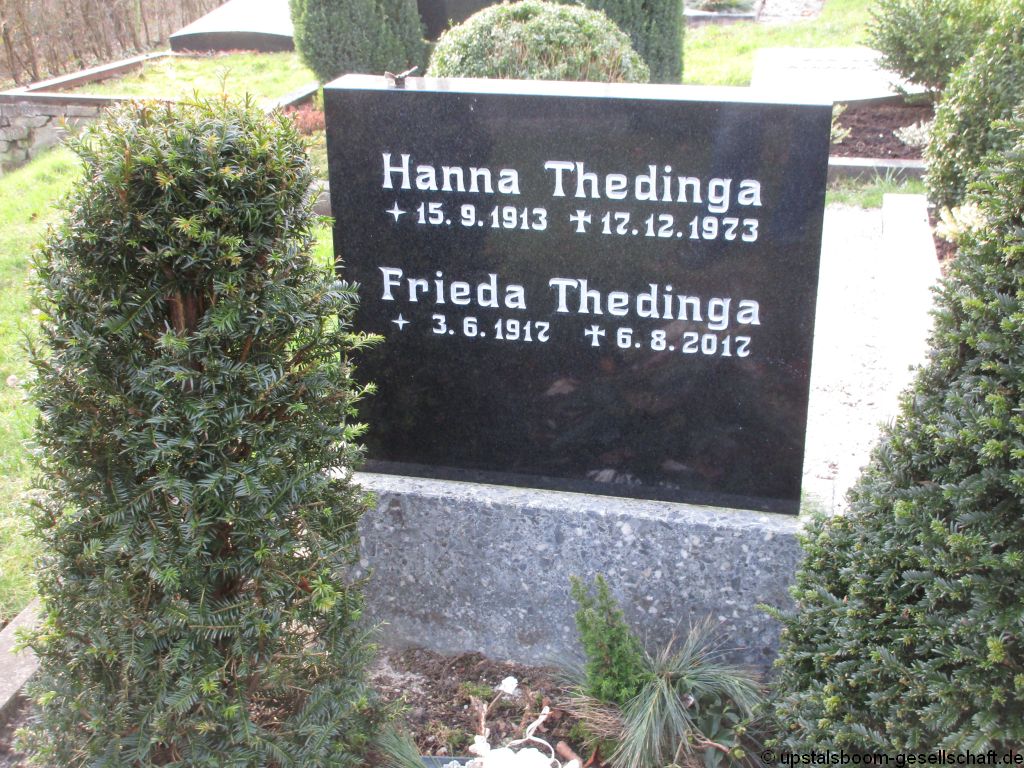 Hanna Thedinga
✦ 15. 9. 1913 ✝ 17. 12. 1973
Frieda Thedinga
✦ 3. 6. 1917 ✝ 6. 8. 2017
© upstalsboom-gesellschaft.de